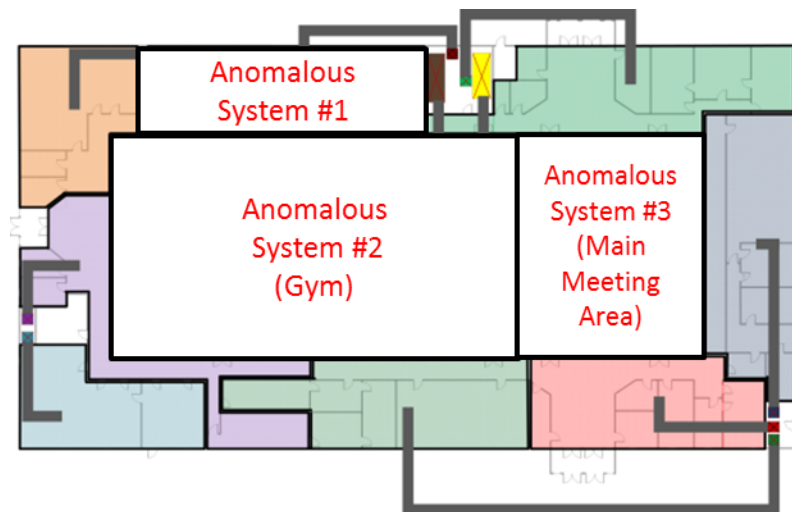 Anomalous
System #1
Anomalous
System #2
(Gym)
Anomalous
System #3
(Main
Meeting
Area)